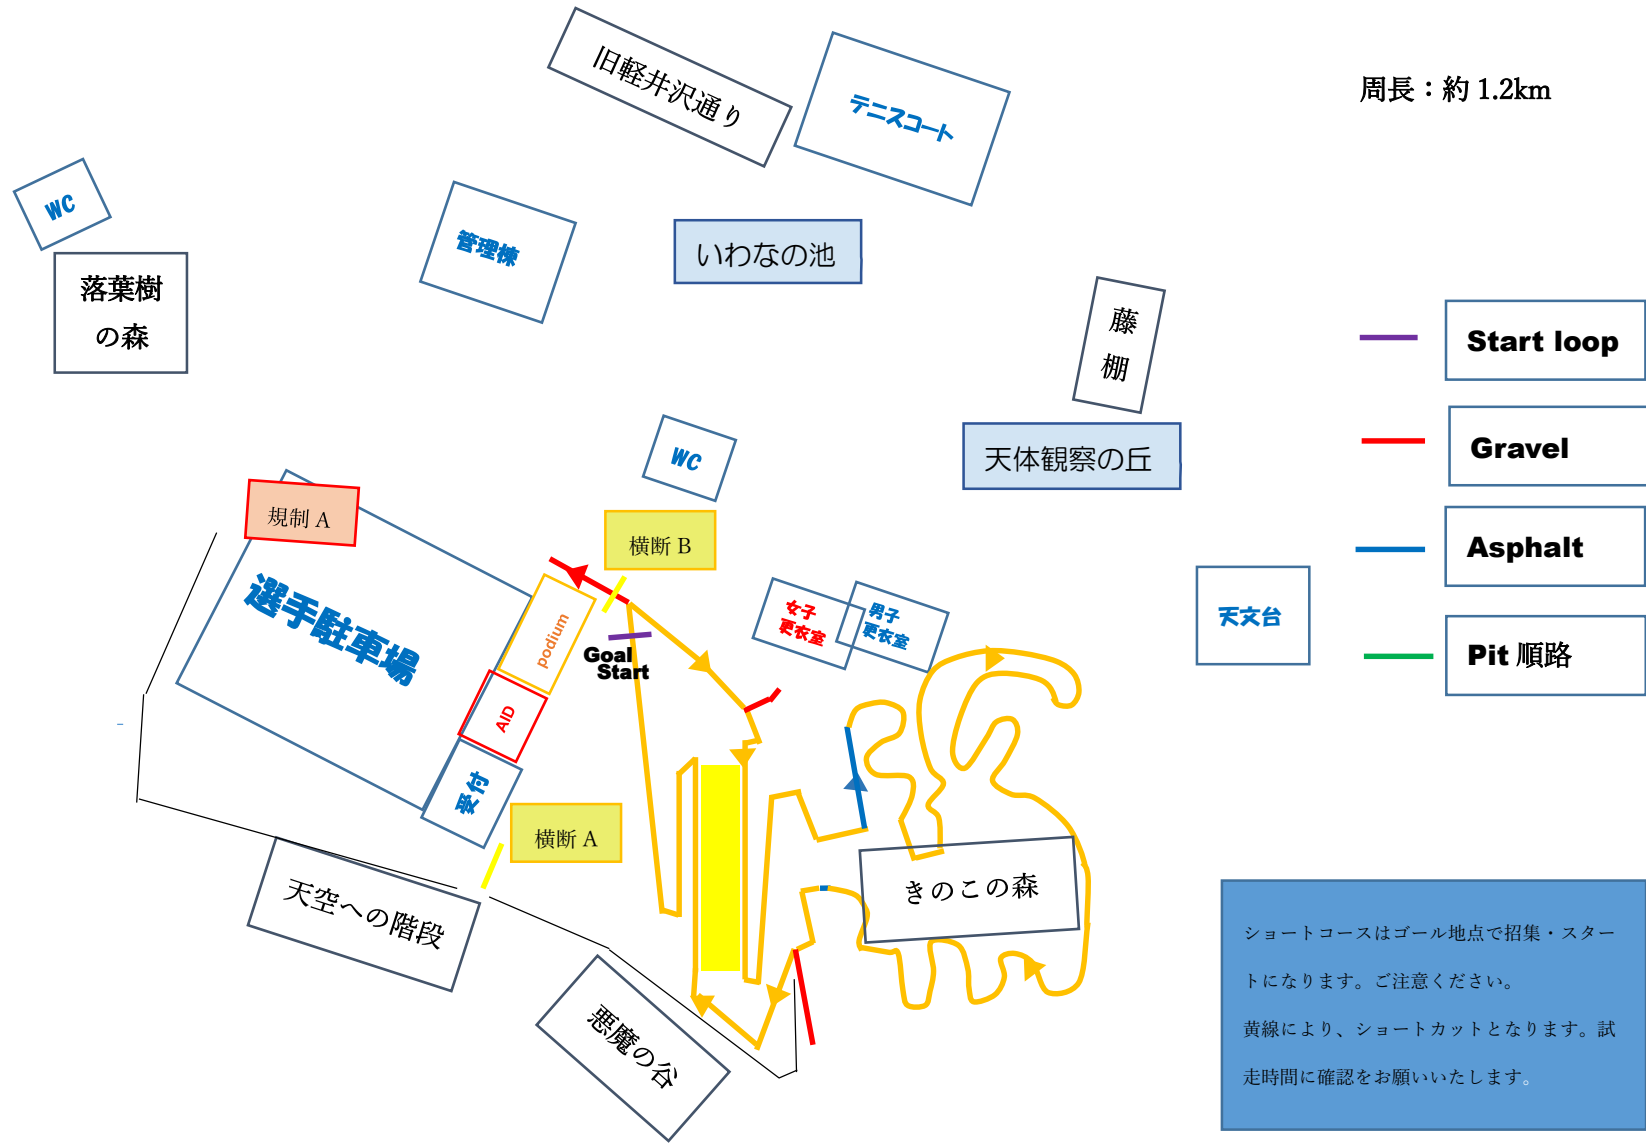 旧軽井沢通り
テニスコート
周長：約 1.2km
WC
管理棟
いわなの池
落葉樹
の森
藤
棚
Start loop
Gravel
天体観察の丘
WC
規制 A
横断 B
Asphalt
選手駐車場
podium
女子
更衣室
男子
更衣室
天文台
Goal
Start
Pit 順路
AID
受付
横断 A
きのこの森
天空への階段
悪魔の谷
ショートコースはゴール地点で招集・スター
トになります。ご注意ください。
黄線により、ショートカットとなります。試
走時間に確認をお願いいたします。